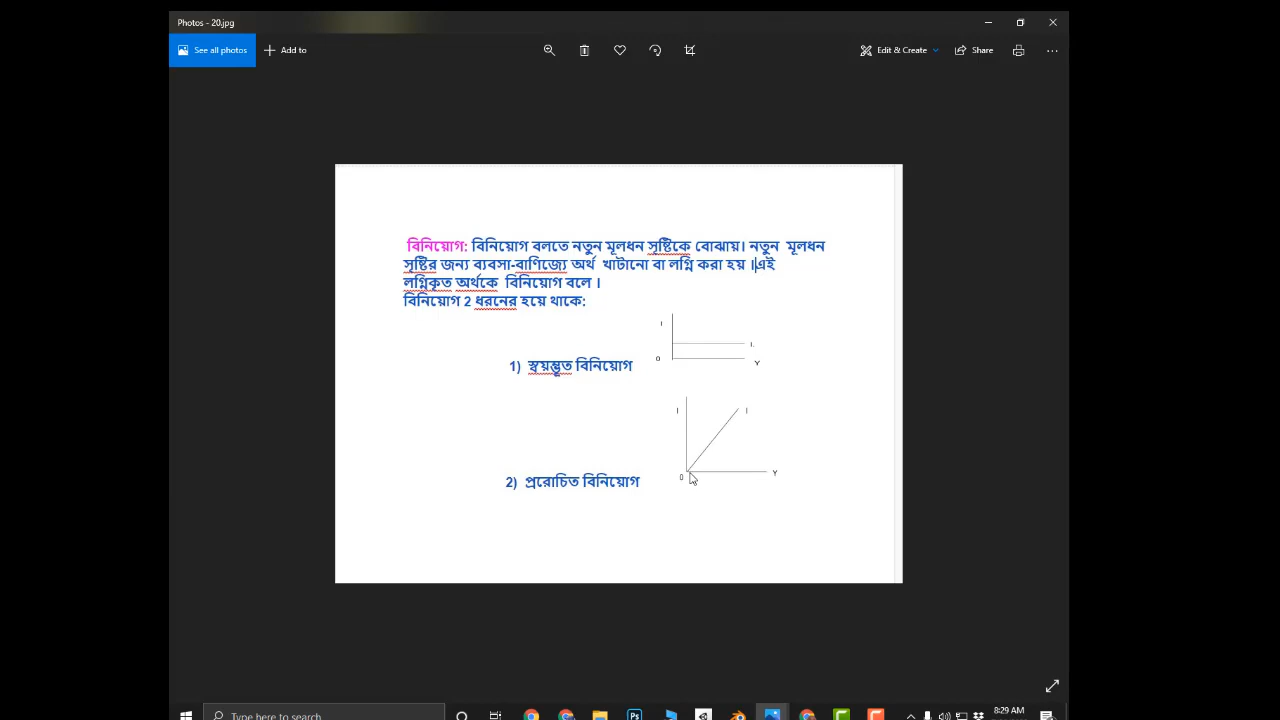 Photos - 20.jpg
See all photos
Add to
Edit & Create
Share
বিনিয়োগ: বিনিয়োগ বলতে নতুন মূলধন সৃষ্টিকে বোঝায়। নতুন মূলধন
সৃষ্টির জন্য ব্যবসা-বাণিজ্যে অর্থ খাটানো বা লগ্নি করা হয় ।এই
লগ্নিকৃত অর্থকে বিনিয়োগ বলে ।
বিনিয়োগ 2 ধরনের হয়ে থাকে:
I
I.
0
Y
1) স্বয়ম্ভূত বিনিয়োগ
I
I
0
Y
2) প্ররোচিত বিনিয়োগ
Type here to search
8:29 AM